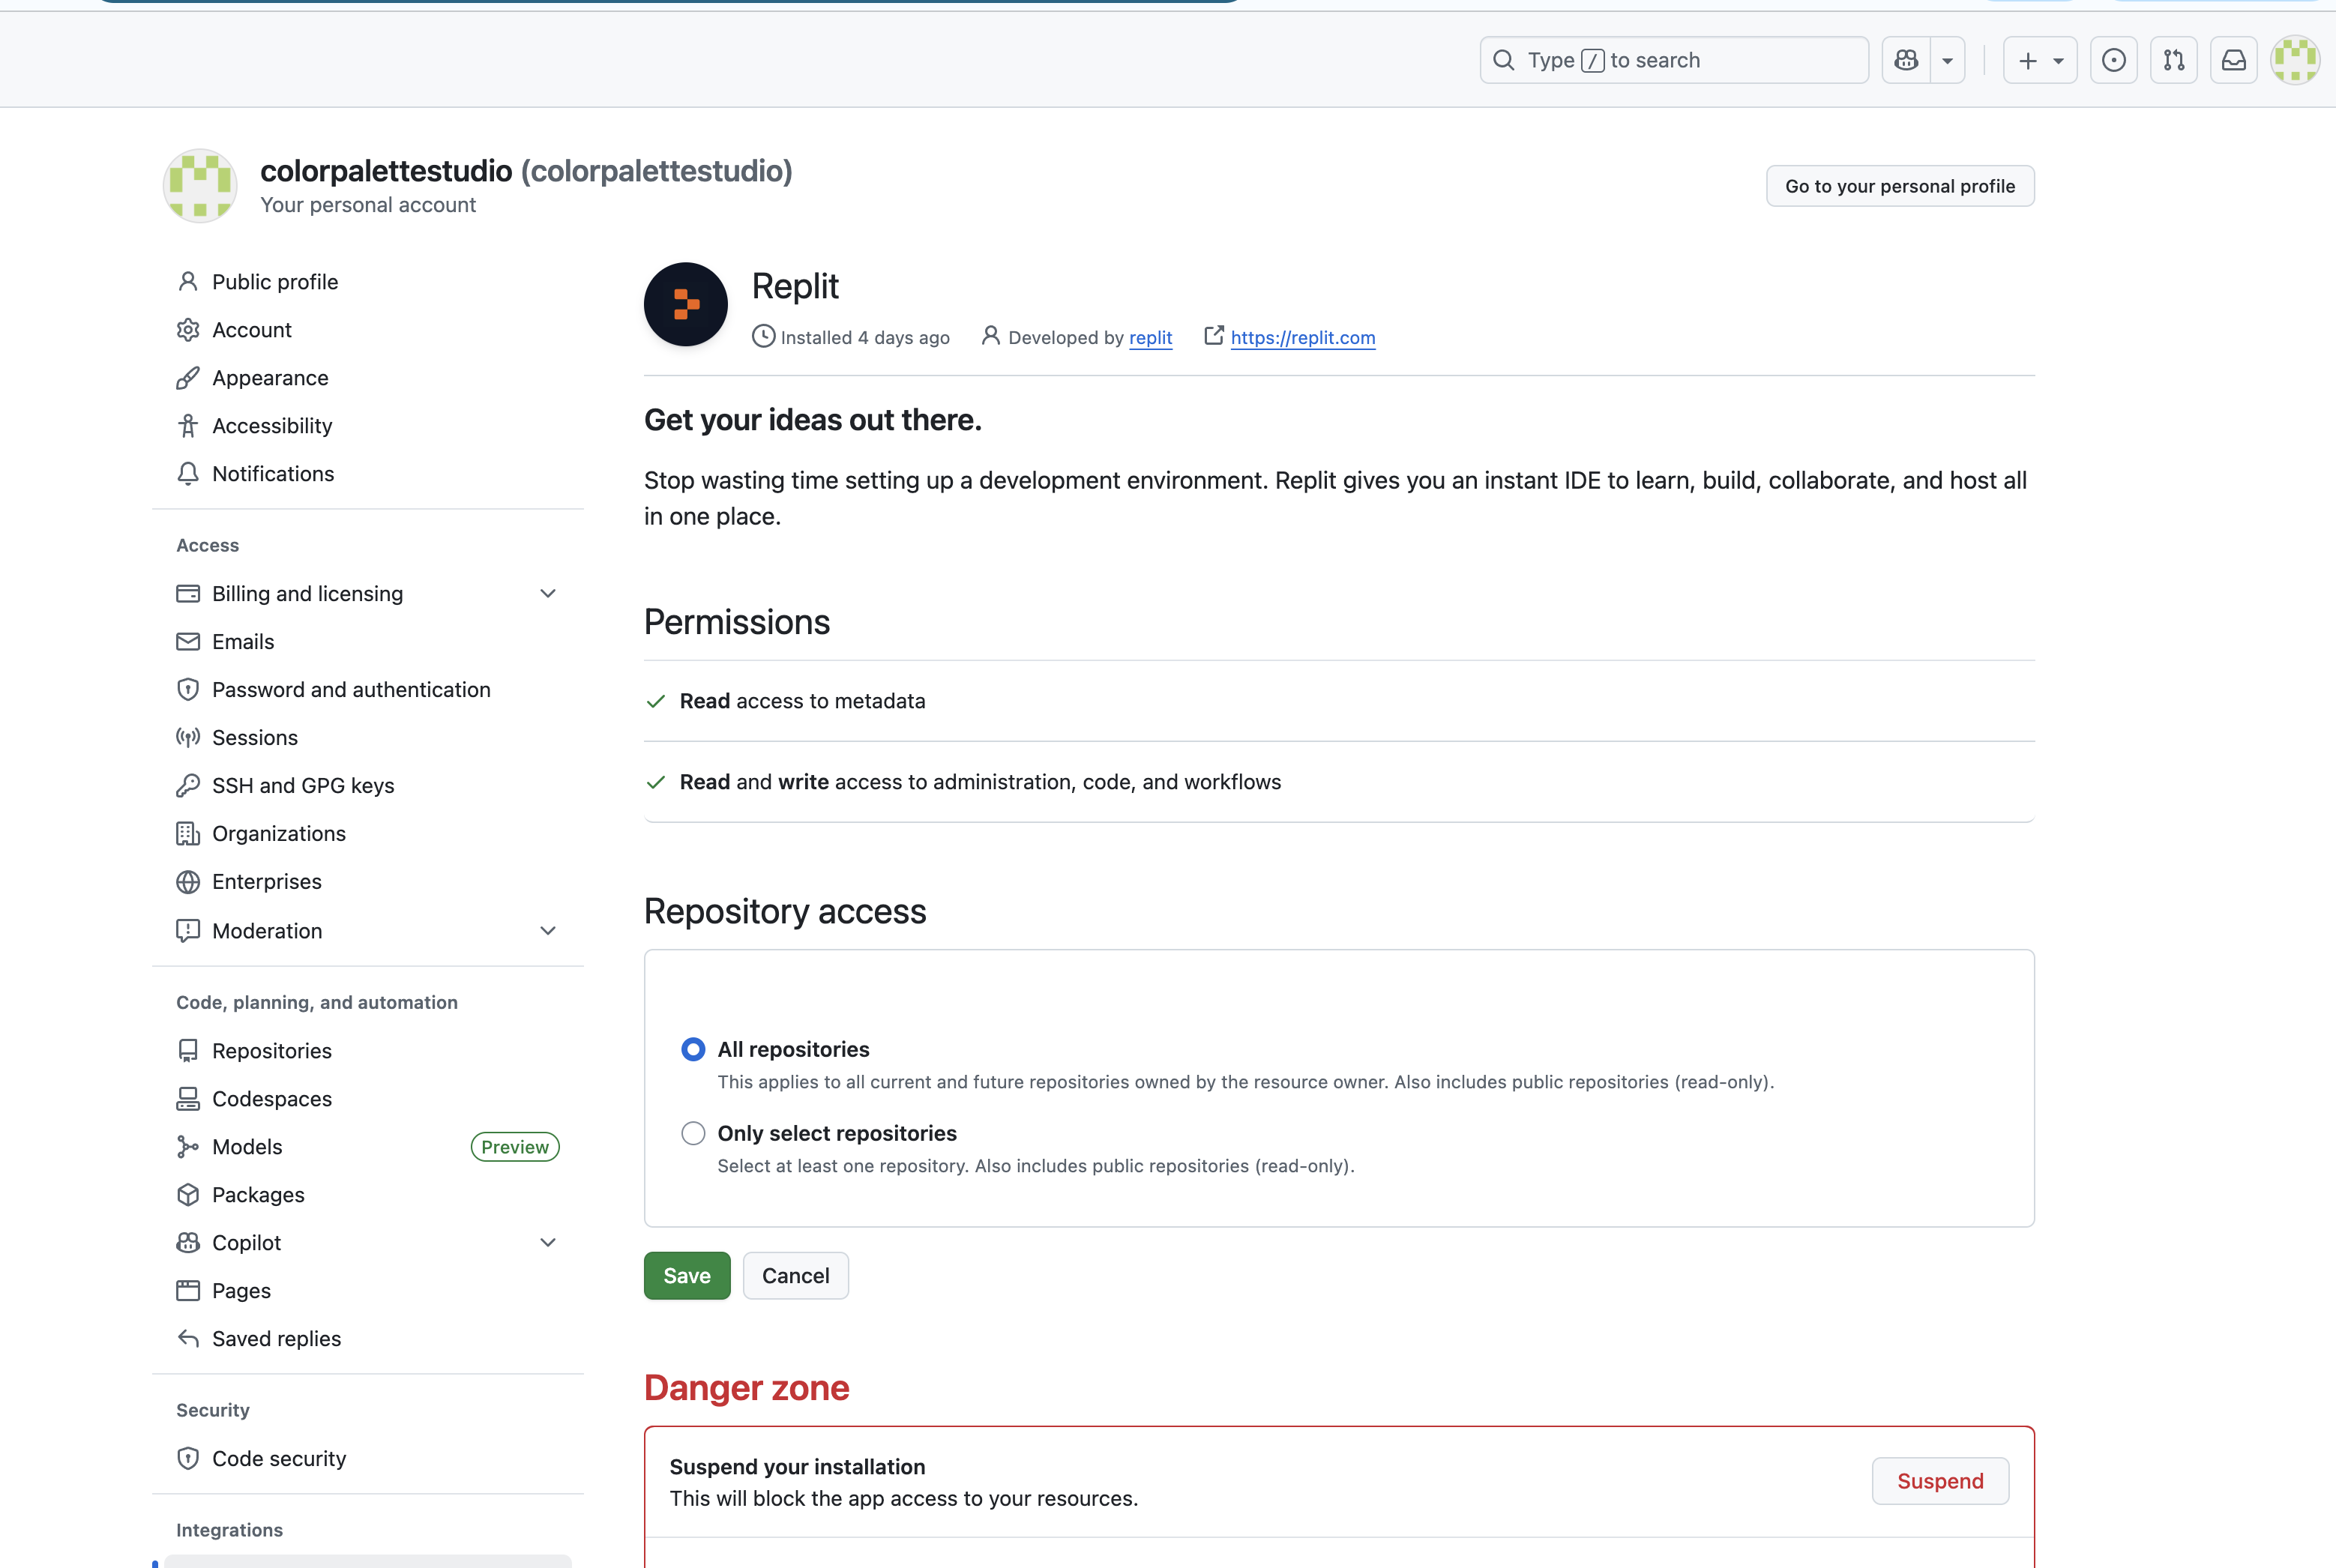 Type / to search
colorpalettestudio (colorpalettestudio)
Your personal account
Go to your personal profile
Public profile
Account
Appearance
Accessibility
Notifications
Access
Billing and licensing
Emails
Password and authentication
Sessions
SSH and GPG keys
Organizations
Enterprises
Moderation
Code, planning, and automation
Repositories
Codespaces
Models Preview
Packages
Copilot
Pages
Saved replies
Security
Code security
Integrations
Replit
Installed 4 days ago Developed by replit https://replit.com
Get your ideas out there.
Stop wasting time setting up a development environment. Replit gives you an instant IDE to learn, build, collaborate, and host all
in one place.
Permissions
Read access to metadata
Read and write access to administration, code, and workflows
Repository access
All repositories
This applies to all current and future repositories owned by the resource owner. Also includes public repositories (read-only).
Only select repositories
Select at least one repository. Also includes public repositories (read-only).
Save Cancel
Danger zone
Suspend your installation
This will block the app access to your resources.
Suspend